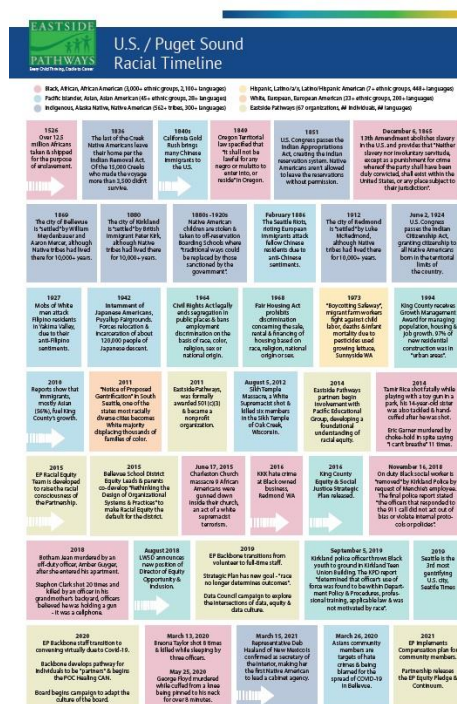 EASTSIDE
PATHWAYS
Every Child Thriving, Cradle to Career
U.S. / Puget Sound
Racial Timeline
Black, African, African American (3,000+ ethnic groups, 2,100+ languages)
Pacific Islander, Asian, Asian American (45+ ethnic groups, 28+ languages)
Indigenous, Alaska Native, Native American (562+ tribes, 300+ languages)
Hispanic, Latino/a/x, Latin/Hispanic American (7+ ethnic groups, 448+ languages)
White, European, European American (33+ ethnic groups, 200+ languages)
Eastside Pathways (67 organizations, ## Individuals, ## languages)
1526
Over 12.5
million Africans
taken & shipped
for the purpose
of enslavement.
1836
The last of the Creek
Native Americans leave
their home per the
Indian Removal Act.
Of the 15,000 Creeks
who made the voyage
more than 3,500 didn't
survive.
1840s
California Gold
Rush brings
many Chinese
immigrants to
the U.S.
1849
Oregon Territory
law specified that
"it shall not be
lawful for any
negro or mulatto to
enter into, or
reside" in Oregon.
1851
U.S. Congress passes the
Indian Appropriations
Act, creating the Indian
reservation system. Native
Americans aren't allowed
to leave the reservations
without permission.
December 6, 1865
13th Amendment abolishes slavery
in the U.S. and provides that "Neither
slavery nor involuntary servitude,
except as a punishment for crime
whereof the party shall have been
duly convicted, shall exist within the
United States, or any place subject to
their jurisdiction".
1869
The city of Bellevue
is "settled" by William
Meydenbauer and
Aaron Mercer, although
Native tribes had lived
there for 10,000+ years.
1880
The city of Kirkland
is "settled" by British
immigrant Peter Kirk,
although Native
tribes had lived there
for 10,000+ years.
1880s-1920s
Native American
children are stolen &
taken to off-reservation
Boarding Schools where
"traditional ways could
be replaced by those
sanctioned by the
government".
February 1886
The Seattle Riots,
rioting European
immigrants attack
fellow Chinese
residents due to
anti-Chinese
sentiments.
1912
The city of Redmond
is "settled" by Luke
McRedmond,
although Native
tribes had lived there
for 10,000+ years.
June 2, 1924
U.S. Congress
passes the Indian
Citizenship Act,
granting citizenship to
all Native Americans
born in the territorial
limits of
the country.
1927
Mobs of White
men attack
Filipino residents
in Yakima Valley,
due to their
anti-Filipino
sentiments.
1942
Internment of
Japanese Americans,
Puyallup Fairgrounds.
Forces relocation &
incarceration of about
120,000 people of
Japanese descent.
1964
Civil Rights Act legally
ends segregation in
public places & bans
employment
discrimination on the
basis of race, color,
religion, sex or
national origin.
1968
Fair Housing Act
prohibits
discrimination
concerning the sale,
rental & financing of
housing based on
race, religion, national
origin or sex.
1973
"Boycotting Safeway",
migrant farm workers
fight against child
labor, deaths & infant
mortality due to
pesticides used
growing lettuce,
Sunnyside WA
1994
King County receives
Growth Management
Award for managing
population, housing
& job growth. 97%
of new residential
construction was in
"urban areas".
2010
Reports show that
immigrants,
mostly Asian
(56%), fuel King
County's growth.
2011
"Notice of Proposed
Gentrification" in South
Seattle, one of the
states most racially
diverse cities becomes
White majority
displacing thousands of
families of color.
2011
Eastside Pathways,
was formally
awarded 501(c)(3)
& became a
nonprofit
organization.
August 5, 2012
Sikh Temple
Massacre, a White
Supremacist shot &
killed six members
in the Sikh Temple
of Oak Creek,
Wisconsin.
2014
Eastside Pathways
partners begin
involvement with
Pacific Educational
Group, developing a
foundational
understanding of
racial equity.
2014
Tamir Rice shot fatally while
playing with a toy gun in a
park, his 14-year-old sister
was also tackled & hand-
cuffed after he was shot.
Eric Garner murdered by
choke-hold in spite saying
"I can't breathe" 11 times.
2015
EP Racial Equity
Team is developed
to raise the racial
consciousness of
the Partnership.
2015
Bellevue School District
Equity Leads & parents
co-develop "Rethinking the
Design of Organizational
Systems & Practices" to
make Racial Equity the
default for the district.
June 17, 2015
Charleston Church
massacre 9 African
Americans were
gunned down
inside their church,
an act of a white
supremacist
terrorism.
2016
KKK hate crime
at Black owned
business,
Redmond WA
2016
King County
Equity & Social
Justice Strategic
Plan released.
November 16, 2018
On duty Black social worker is
"removed" by Kirkland Police by
request of Menchies employee.
The final police report stated
"the officers that responded to
the 911 call did not act out of
bias or violate internal proto-
cols or policies".
2018
Botham Jean murdered by an
off-duty officer, Amber Guyger,
after she entered his apartment.
Stephon Clark shot 20 times and
killed by an officer in his
grandmother's backyard, officers
believed he was holding a gun
- it was a cellphone.
August 2018
LWSD announces
new position of
Director of Equity
Opportunity &
Inclusion.
2019
EP Backbone transitions from
volunteer to full-time staff.
Strategic Plan has new goal - "race
no longer determines outcomes".
Data Council campaign to explore
the intersections of data, equity &
data culture.
September 5, 2019
Kirkland police officer throws Black
youth to ground in Kirkland Teen
Union Building. The KPD report
"determined that officer's use of
force was found to be within Depart-
ment Policy & Procedures, profes-
sional training, applicable law & was
not motivated by race".
2019
Seattle is the
3rd most
gentrifying
U.S. city,
Seattle Times
2020
EP Backbone staff transition to
convening virtually due to Covid-19.
Backbone develops pathway for
individuals to be "partners" & begins
the POC Healing CAN.
Board begins campaign to adapt the
culture of the board.
March 13, 2020
Breonna Taylor shot 8 times
& killed while sleeping by
three officers.
May 25, 2020
George Floyd murdered
while cuffed from a knee
being pinned to his neck
for over 8 minutes.
March 15, 2021
Representative Deb
Haaland of New Mexico is
confirmed as secretary of
the Interior, making her
the first Native American
to lead a cabinet agency.
March 26, 2020
Asians community
members are
targets of hate
crimes & being
blamed for the
spread of COVID-19
in Bellevue.
2021
EP Implements
Compensation plan for
community members.
Partnership releases
the EP Equity Pledge &
Continuum.